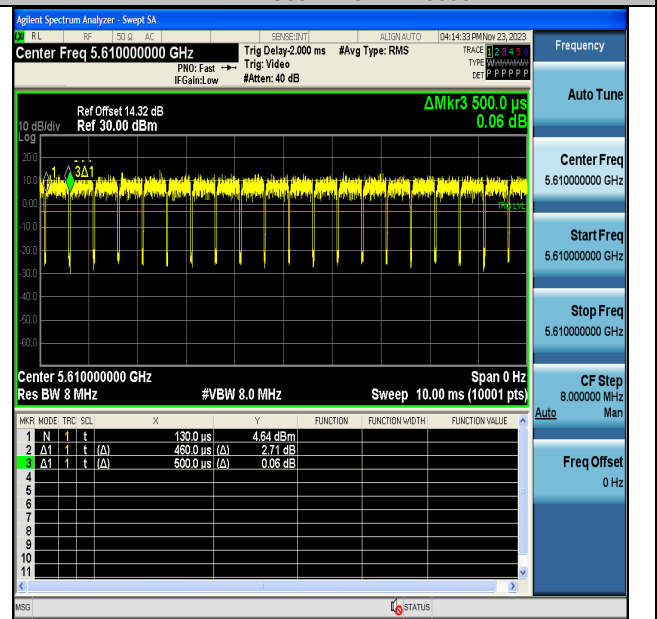 Agilent Spectrum Analyzer - Swept SA
RL RF 50 Ω AC SENSE:INT ALIGN AUTO 04:14:33 PM Nov 23, 2023
Center Freq 5.610000000 GHz
PNO: Fast
IFGain:Low
Trig Delay-2.000 ms
Trig: Video
#Atten: 40 dB
#Avg Type: RMS
TRACE 1 2 3 4 5 6
TYPE WWWWWW
DET P P P P P P
Ref Offset 14.32 dB
Ref 30.00 dBm
10 dB/div
Log
ΔMkr3 500.0 µs
0.06 dB
20.0
10.0
0.00
-10.0
-20.0
-30.0
-40.0
-50.0
-60.0
1
3Δ1
TRIG LVL
Center 5.610000000 GHz Span 0 Hz
Res BW 8 MHz #VBW 8.0 MHz Sweep 10.00 ms (10001 pts)
MKR MODE TRC SCL X Y FUNCTION FUNCTION WIDTH FUNCTION VALUE
1 N 1 t 130.0 µs 4.64 dBm
2 Δ1 1 t (Δ) 460.0 µs (Δ) 2.71 dB
3 Δ1 1 t (Δ) 500.0 µs (Δ) 0.06 dB
4
5
6
7
8
9
10
11
MSG STATUS
Frequency
Auto Tune
Center Freq
5.610000000 GHz
Start Freq
5.610000000 GHz
Stop Freq
5.610000000 GHz
CF Step
8.000000 MHz
Auto Man
Freq Offset
0 Hz